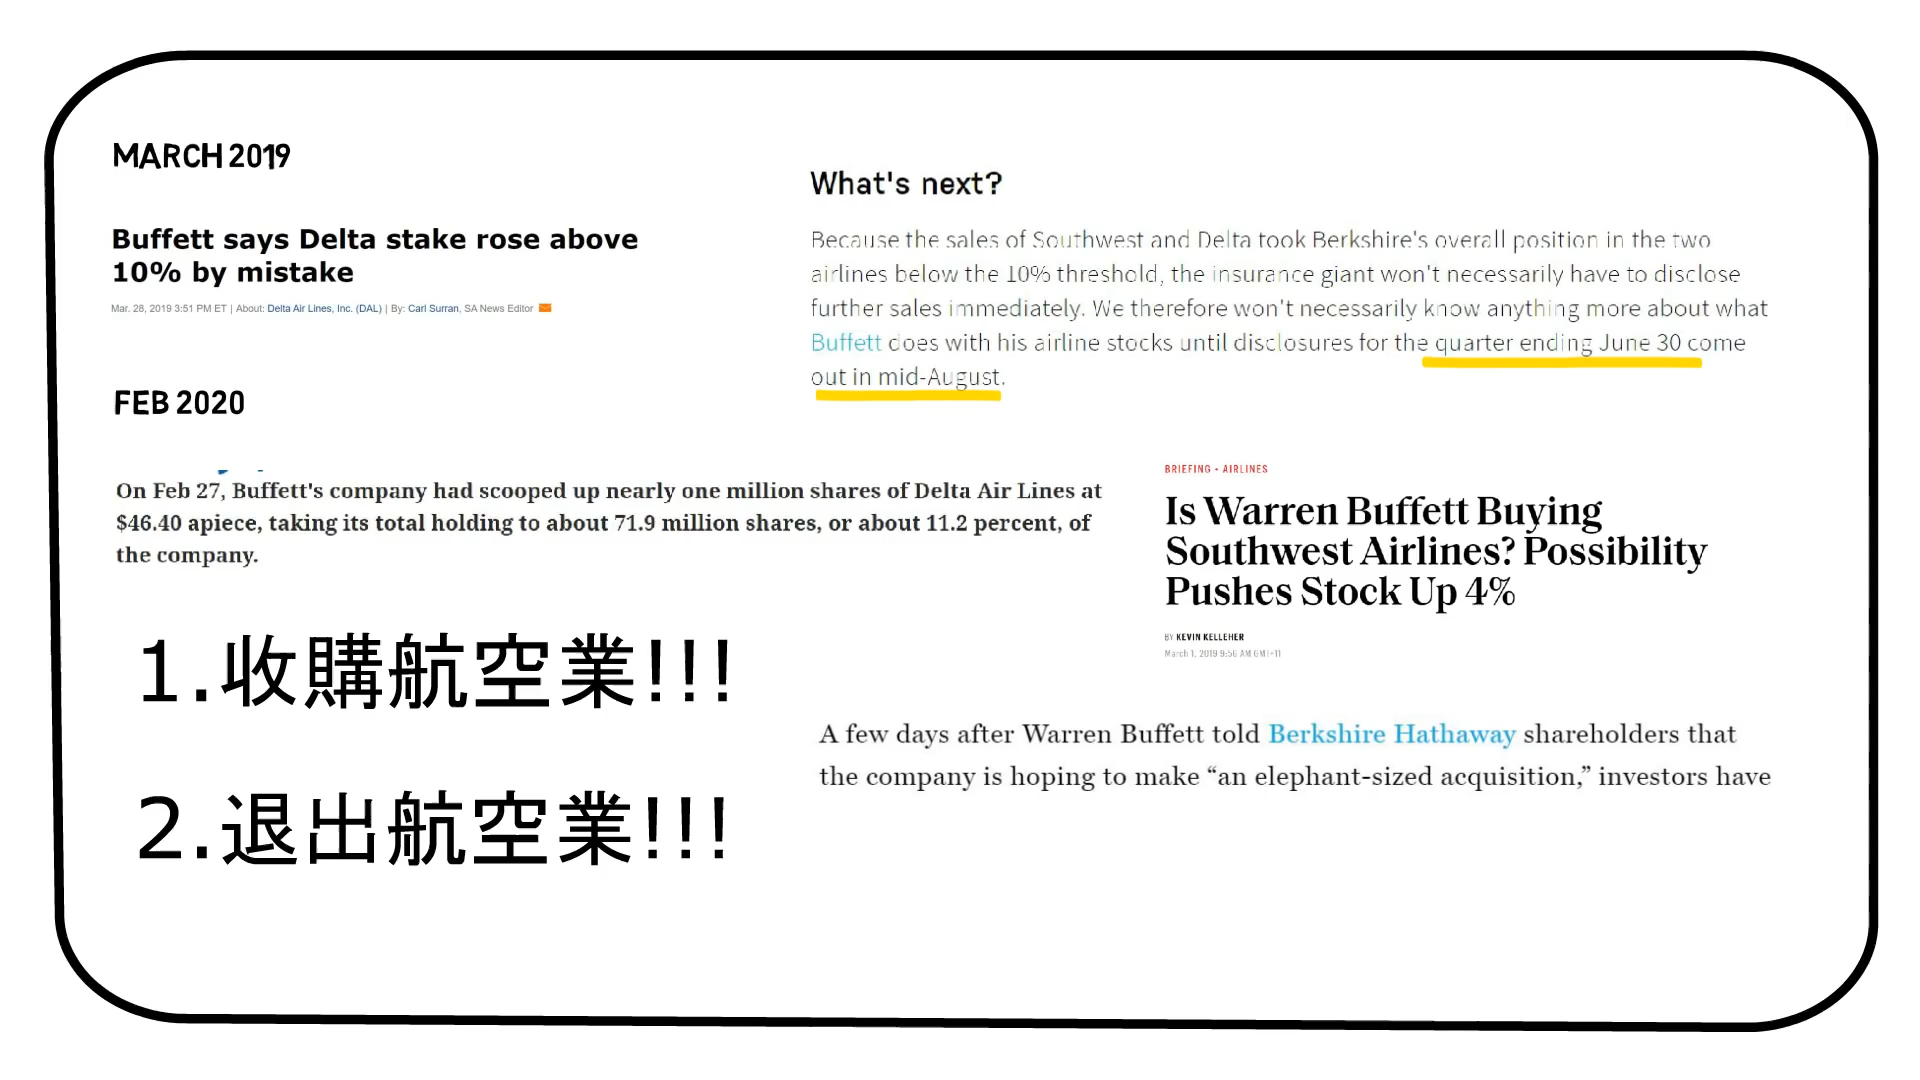 MARCH 2019
Buffett says Delta stake rose above
10% by mistake
Mar. 28, 2019 3:51 PM ET | About: Delta Air Lines, Inc. (DAL) | By: Carl Surran, SA News Editor
FEB 2020
On Feb 27, Buffett's company had scooped up nearly one million shares of Delta Air Lines at
$46.40 apiece, taking its total holding to about 71.9 million shares, or about 11.2 percent, of
the company.
1.收購航空業!!!
2.退出航空業!!!
What's next?
Because the sales of Southwest and Delta took Berkshire's overall position in the two
airlines below the 10% threshold, the insurance giant won't necessarily have to disclose
further sales immediately. We therefore won't necessarily know anything more about what
Buffett does with his airline stocks until disclosures for the quarter ending June 30 come
out in mid-August.
BRIEFING • AIRLINES
Is Warren Buffett Buying
Southwest Airlines? Possibility
Pushes Stock Up 4%
BY KEVIN KELLEHER
March 1, 2019 9:56 AM GMT+11
A few days after Warren Buffett told Berkshire Hathaway shareholders that
the company is hoping to make “an elephant-sized acquisition,” investors have